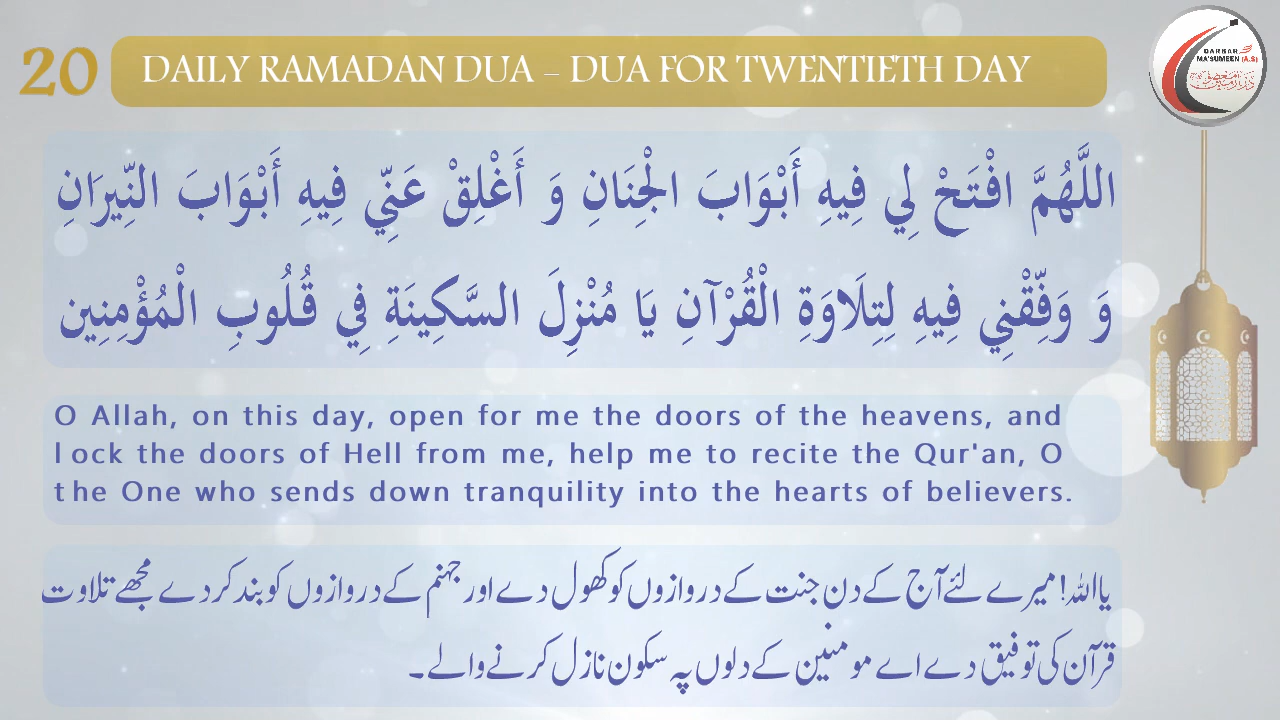 20
DAILY RAMADAN DUA – DUA FOR TWENTIETH DAY
DARBAR
MA'SUMEEN (A.S)
اللَّهُمَّ افْتَحْ لِي فِيهِ أَبْوَابَ الْجِنَانِ وَ أَغْلِقْ عَنِّي فِيهِ أَبْوَابَ النِّيرَانِ
وَ وَفِّقْنِي فِيهِ لِتِلَاوَةِ الْقُرْآنِ يَا مُنْزِلَ السَّكِينَةِ فِي قُلُوبِ الْمُؤْمِنِين
O Allah, on this day, open for me the doors of the heavens, and
lock the doors of Hell from me, help me to recite the Qur'an, O
the One who sends down tranquility into the hearts of believers.
یااللہ! میرے لئے آج کے دن جنت کے دروازوں کو کھول دے اور جہنم کے دروازوں کو بند کر دے مجھے تلاوت
قرآن کی توفیق دے اے مومنین کے دلوں پہ سکون نازل کرنے والے۔